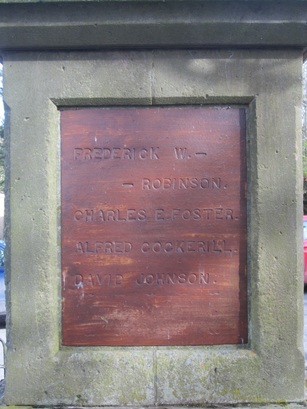 FREDERICK W.—
— ROBINSON.
CHARLES E. FOSTER.
ALFRED COCKERILL.
DAVID JOHNSON.